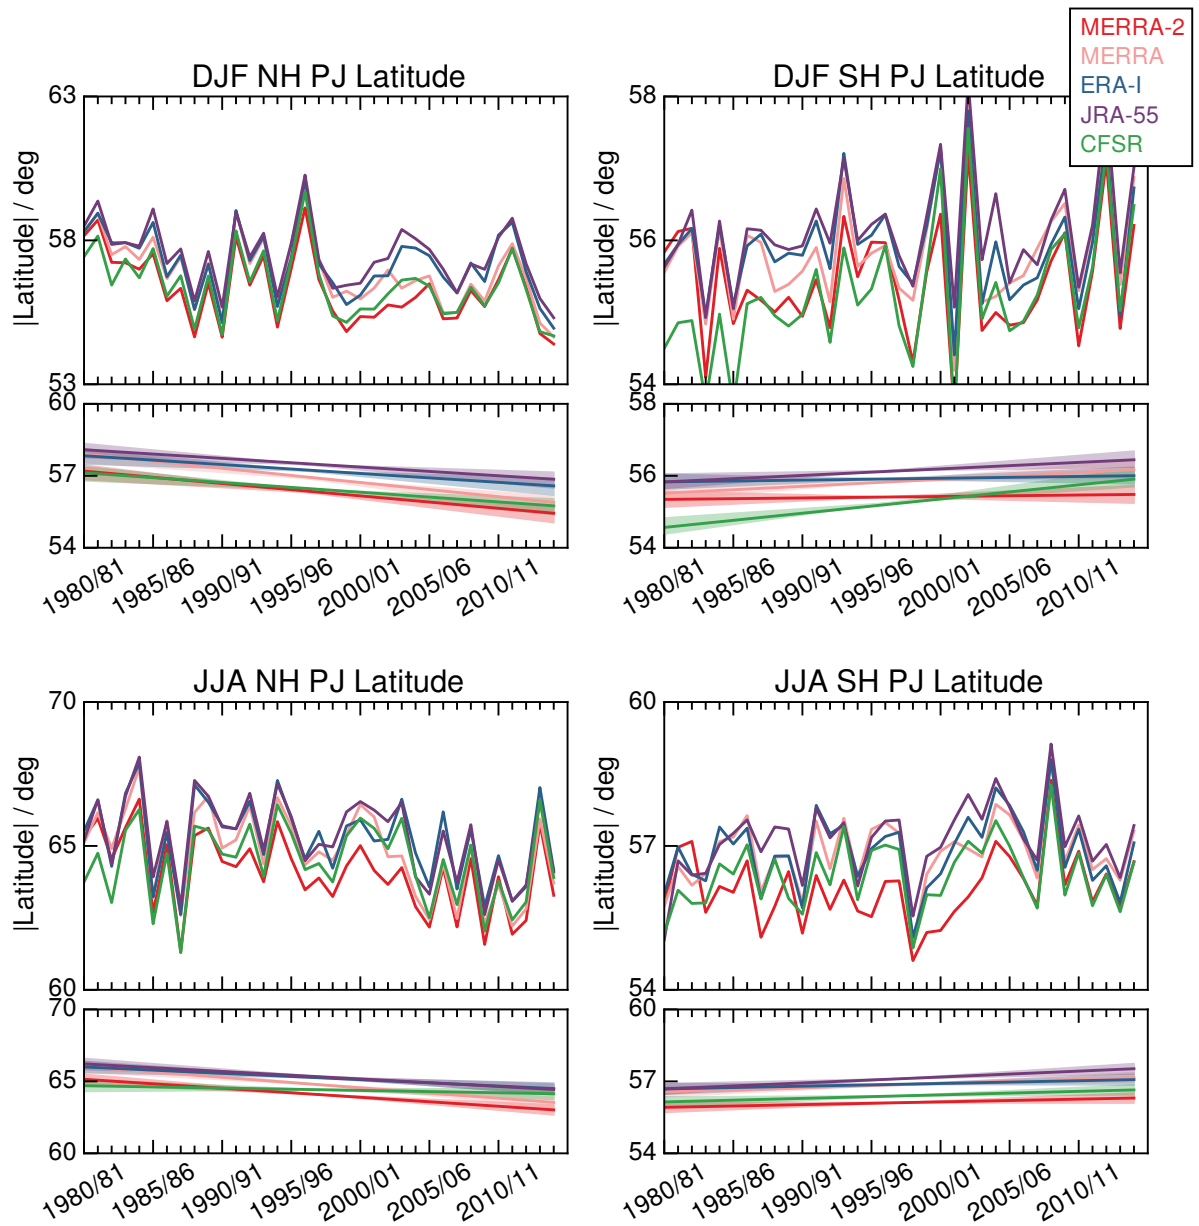 MERRA-2
MERRA
ERA-I
JRA-55
CFSR
DJF NH PJ Latitude
DJF SH PJ Latitude
63
58
53
|Latitude| / deg
58
56
54
|Latitude| / deg
60
57
54
58
56
54
1980/81 1985/86 1990/91 1995/96 2000/01 2005/06 2010/11
1980/81 1985/86 1990/91 1995/96 2000/01 2005/06 2010/11
JJA NH PJ Latitude
JJA SH PJ Latitude
70
65
60
|Latitude| / deg
60
57
54
|Latitude| / deg
70
65
60
60
57
54
1980/81 1985/86 1990/91 1995/96 2000/01 2005/06 2010/11
1980/81 1985/86 1990/91 1995/96 2000/01 2005/06 2010/11